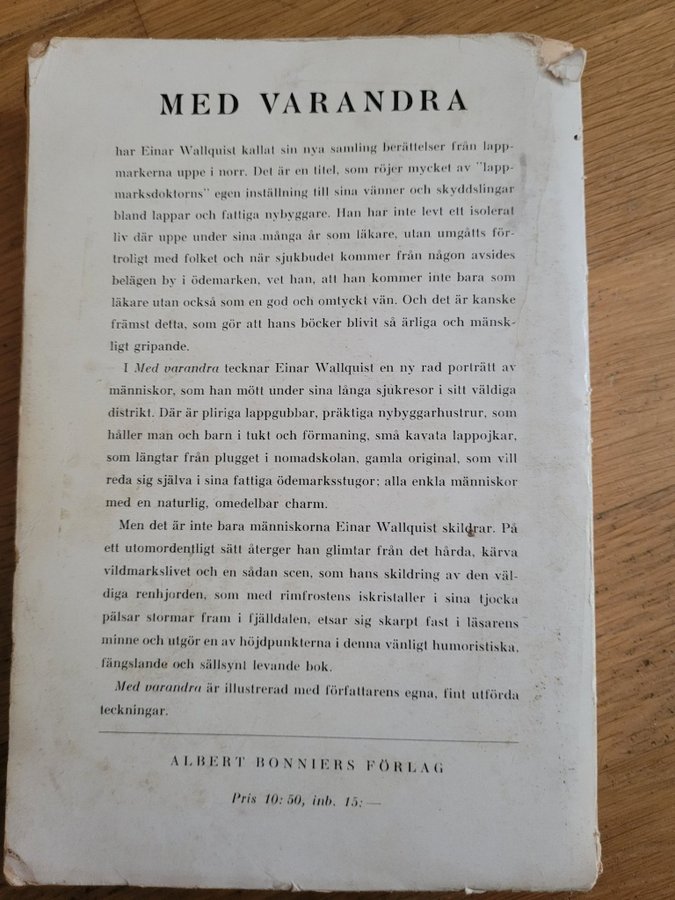 MED VARANDRA
har Einar Wallquist kallat sin nya samling berättelser från lapp-
markerna uppe i norr. Det är en titel, som röjer mycket av "lapp-
marksdoktorns" egen inställning till sina vänner och skyddslingar
bland lappar och fattiga nybyggare. Han har inte levt ett isolerat
liv där uppe under sina många år som läkare, utan umgåtts för-
troligt med folket och när sjukbudet kommer från någon avsides
belägen by i ödemarken, vet han, att han kommer inte bara som
läkare utan också som en god och omtyckt vän. Och det är kanske
främst detta, som gör att hans böcker blivit så ärliga och mänsk-
ligt gripande.
I Med varandra tecknar Einar Wallquist en ny rad porträtt av
människor, som han mött under sina långa sjukresor i sitt väldiga
distrikt. Där är pliriga lappgubbar, präktiga nybyggarhustrur, som
håller man och barn i tukt och förmaning, små kavata lappojkar,
som längtar från plugget i nomadskolan, gamla original, som vill
reda sig själva i sina fattiga ödemarksstugor; alla enkla människor
med en naturlig, omedelbar charm.
Men det är inte bara människorna Einar Wallquist skildrar. På
ett utomordentligt sätt återger han glimtar från det hårda, kärva
vildmarkslivet och en sådan scen, som hans skildring av den väl-
diga renhjorden, som med rimfrostens iskristaller i sina tjocka
pälsar stormar fram i fjälldalen, etsar sig skarpt fast i läsarens
minne och utgör en av höjdpunkterna i denna vänligt humoristiska,
fängslande och sällsynt levande bok.
Med varandra är illustrerad med författarens egna, fint utförda
teckningar.
ALBERT BONNIERS FÖRLAG
Pris 10:50, inb. 15:—